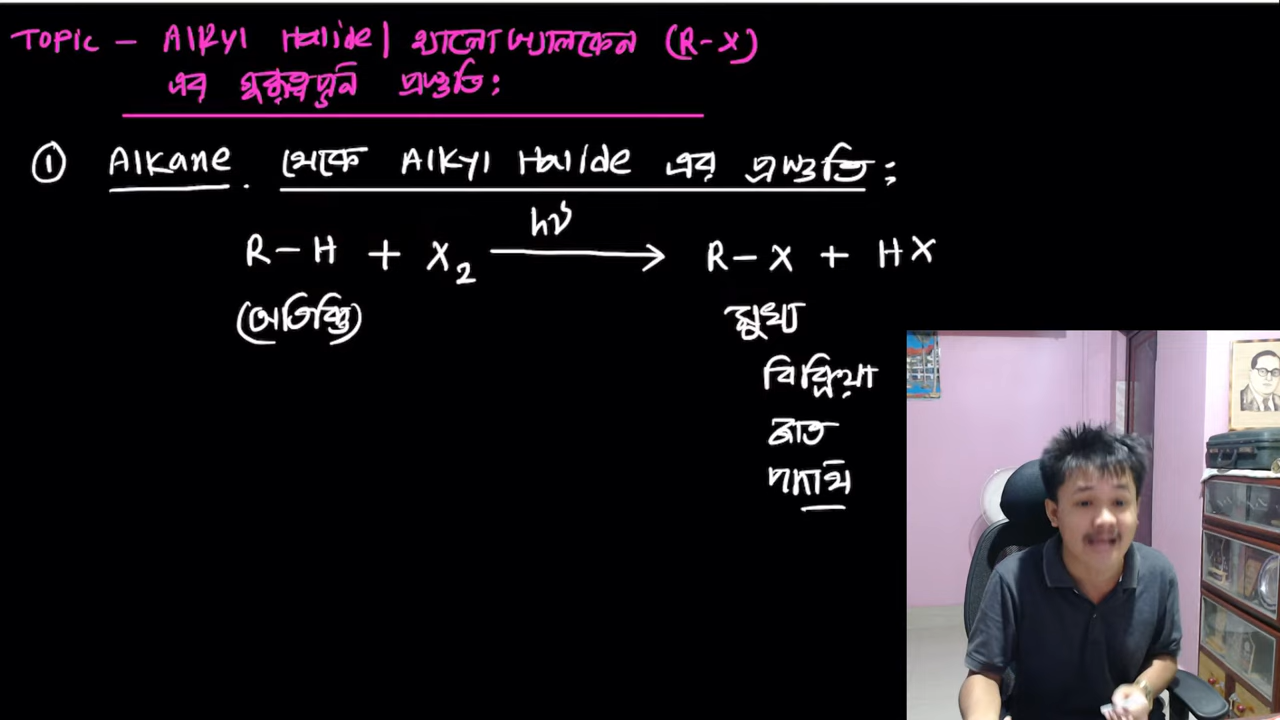 TOPIC - Alkyl Halide | হ্যালোঅ্যালকেন (R-X)
এর গুরুত্বপূর্ণ প্রস্তুতি:
① Alkane থেকে Alkyl Halide এর প্রস্তুতি:
hν
R-H + X₂ → R-X + HX
(অতিরিক্ত) মুখ্য
বিক্রিয়া
জাত
পদার্থ